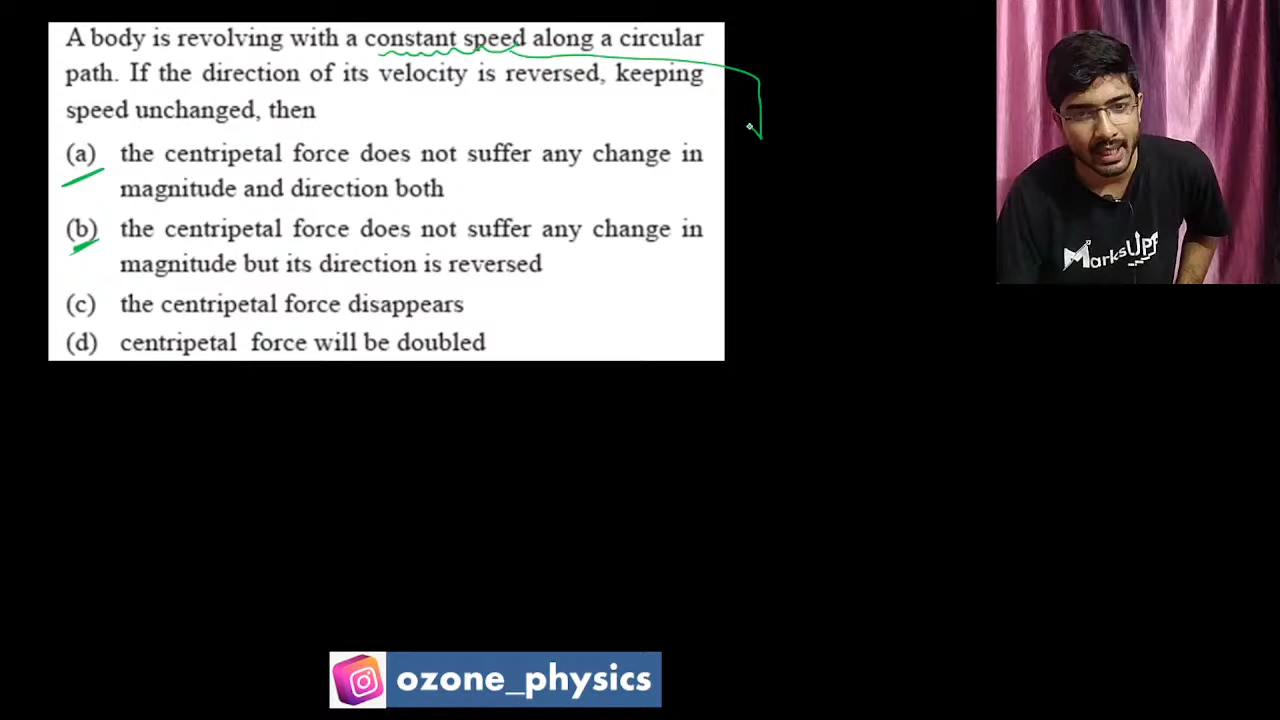 A body is revolving with a constant speed along a circular
path. If the direction of its velocity is reversed, keeping
speed unchanged, then
(a) the centripetal force does not suffer any change in
magnitude and direction both
(b) the centripetal force does not suffer any change in
magnitude but its direction is reversed
(c) the centripetal force disappears
(d) centripetal force will be doubled
MarksUp
ozone_physics